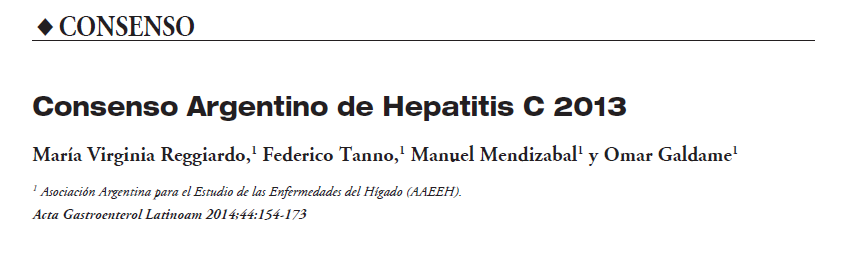 ◆ CONSENSO
Consenso Argentino de Hepatitis C 2013
María Virginia Reggiardo,¹ Federico Tanno,¹ Manuel Mendizabal¹ y Omar Galdame¹
¹ Asociación Argentina para el Estudio de las Enfermedades del Hígado (AAEEH).
Acta Gastroenterol Latinoam 2014;44:154-173